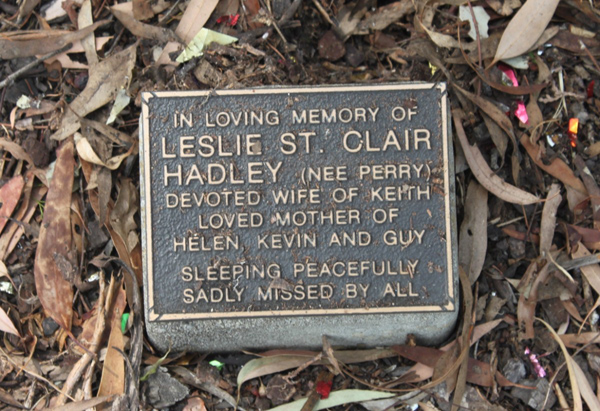 IN LOVING MEMORY OF
LESLIE ST. CLAIR
HADLEY (NEE PERRY)
DEVOTED WIFE OF KEITH
LOVED MOTHER OF
HELEN, KEVIN AND GUY
SLEEPING PEACEFULLY
SADLY MISSED BY ALL